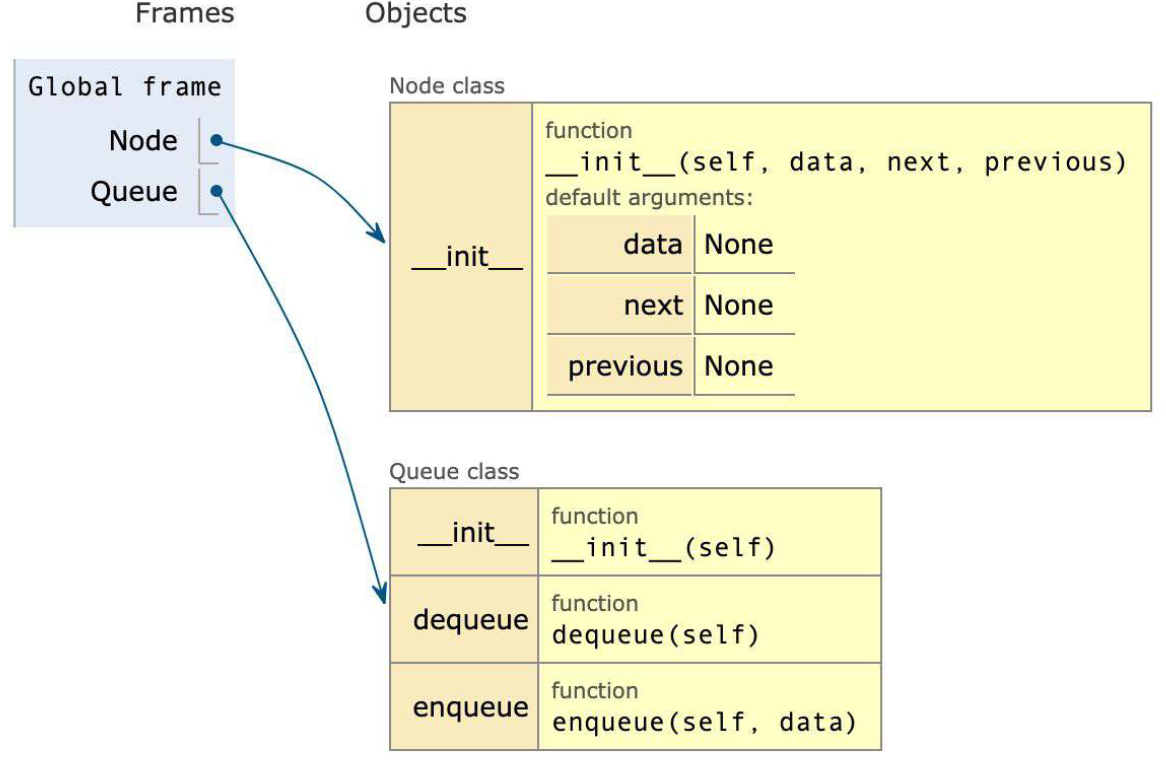 Frames Objects
Global frame
Node
Queue
Node class
__init__
function
__init__(self, data, next, previous)
default arguments:
data None
next None
previous None
Queue class
__init__
function
__init__(self)
dequeue
function
dequeue(self)
enqueue
function
enqueue(self, data)